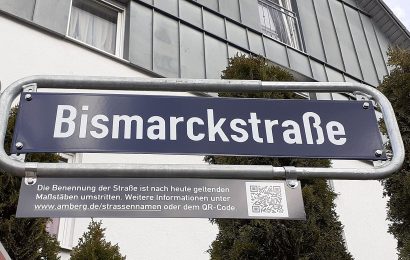 Bismarckstraße
Die Benennung der Straße ist nach heute geltenden
Maßstäben umstritten. Weitere Informationen unter
www.amberg.de/strassennamen oder dem QR-Code.